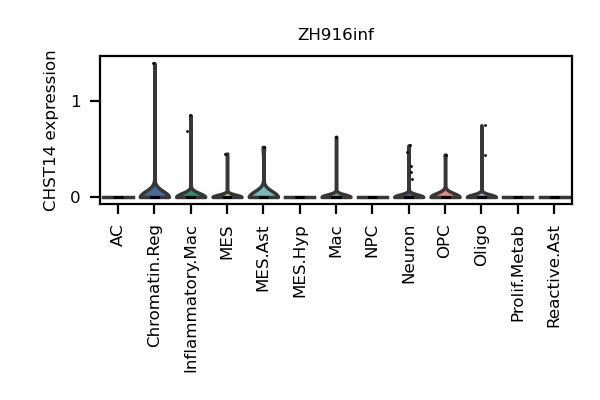 ZH916inf
CHST14 expression
1
0
AC
Chromatin.Reg
Inflammatory.Mac
MES
MES.Ast
MES.Hyp
Mac
NPC
Neuron
OPC
Oligo
Prolif.Metab
Reactive.Ast